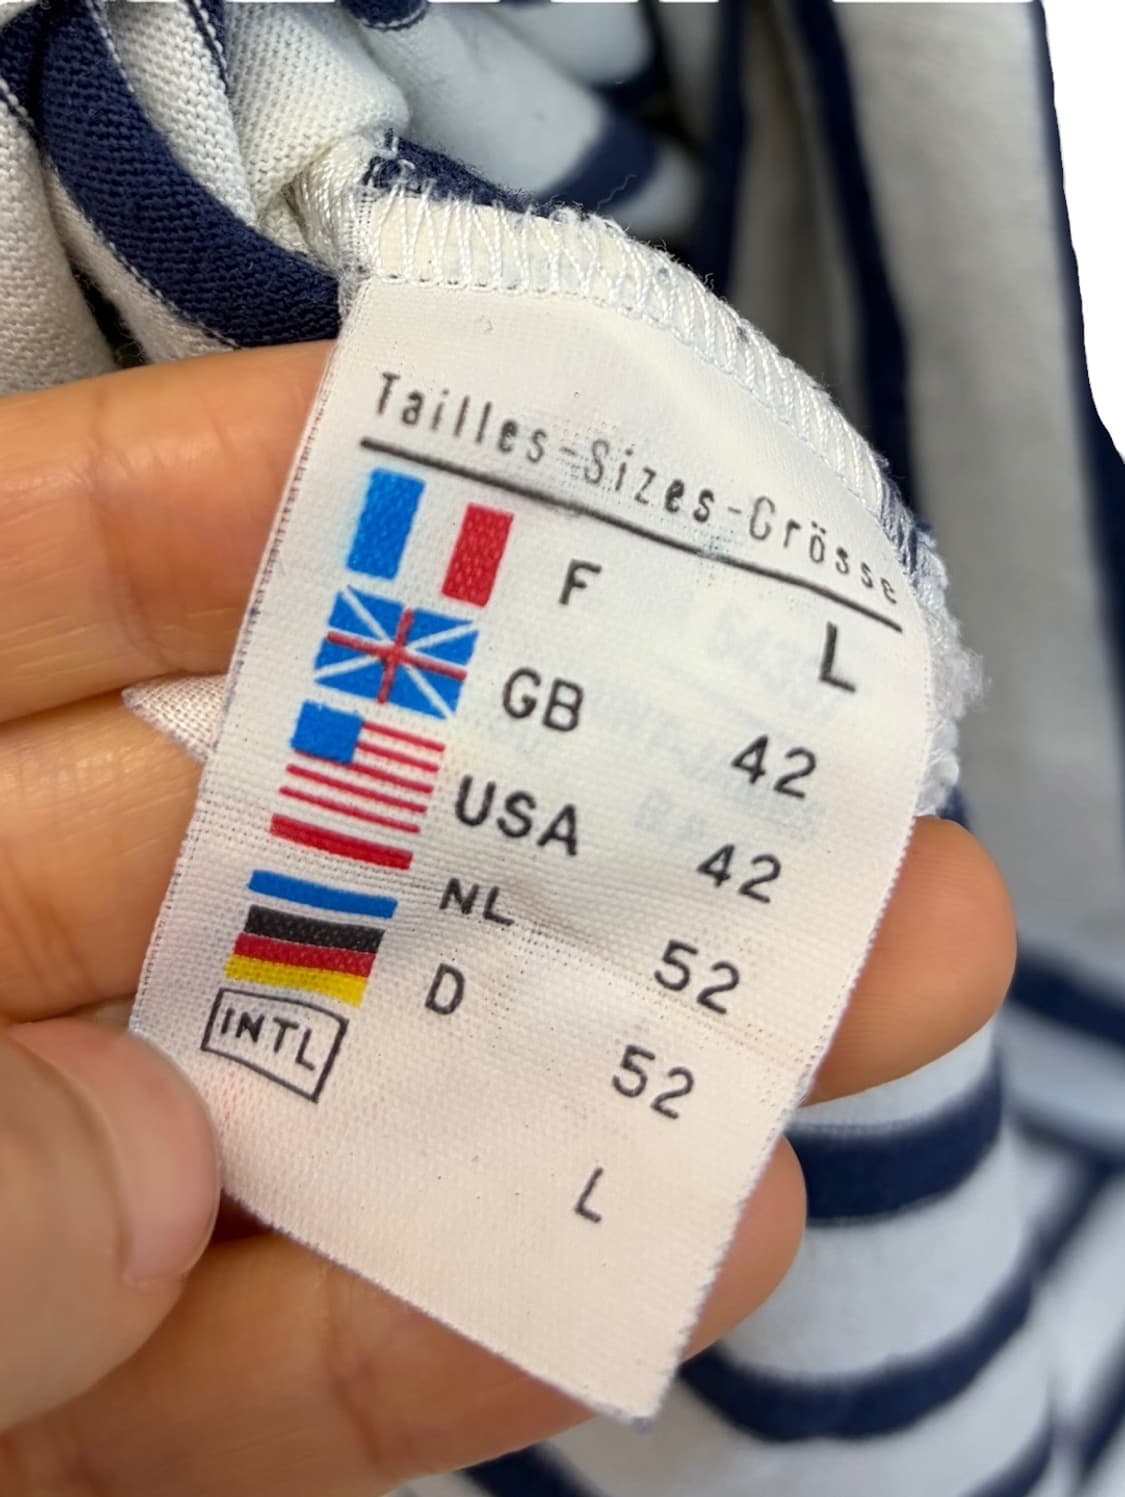 Tailles-Sizes-Grösse
F L
GB 42
USA 42
NL 52
D 52
INTL L